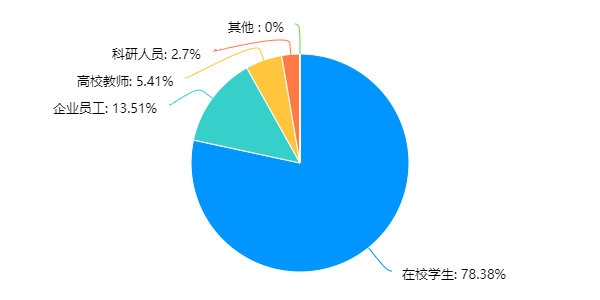 其他 : 0%
科研人员: 2.7%
高校教师: 5.41%
企业员工: 13.51%
在校学生: 78.38%